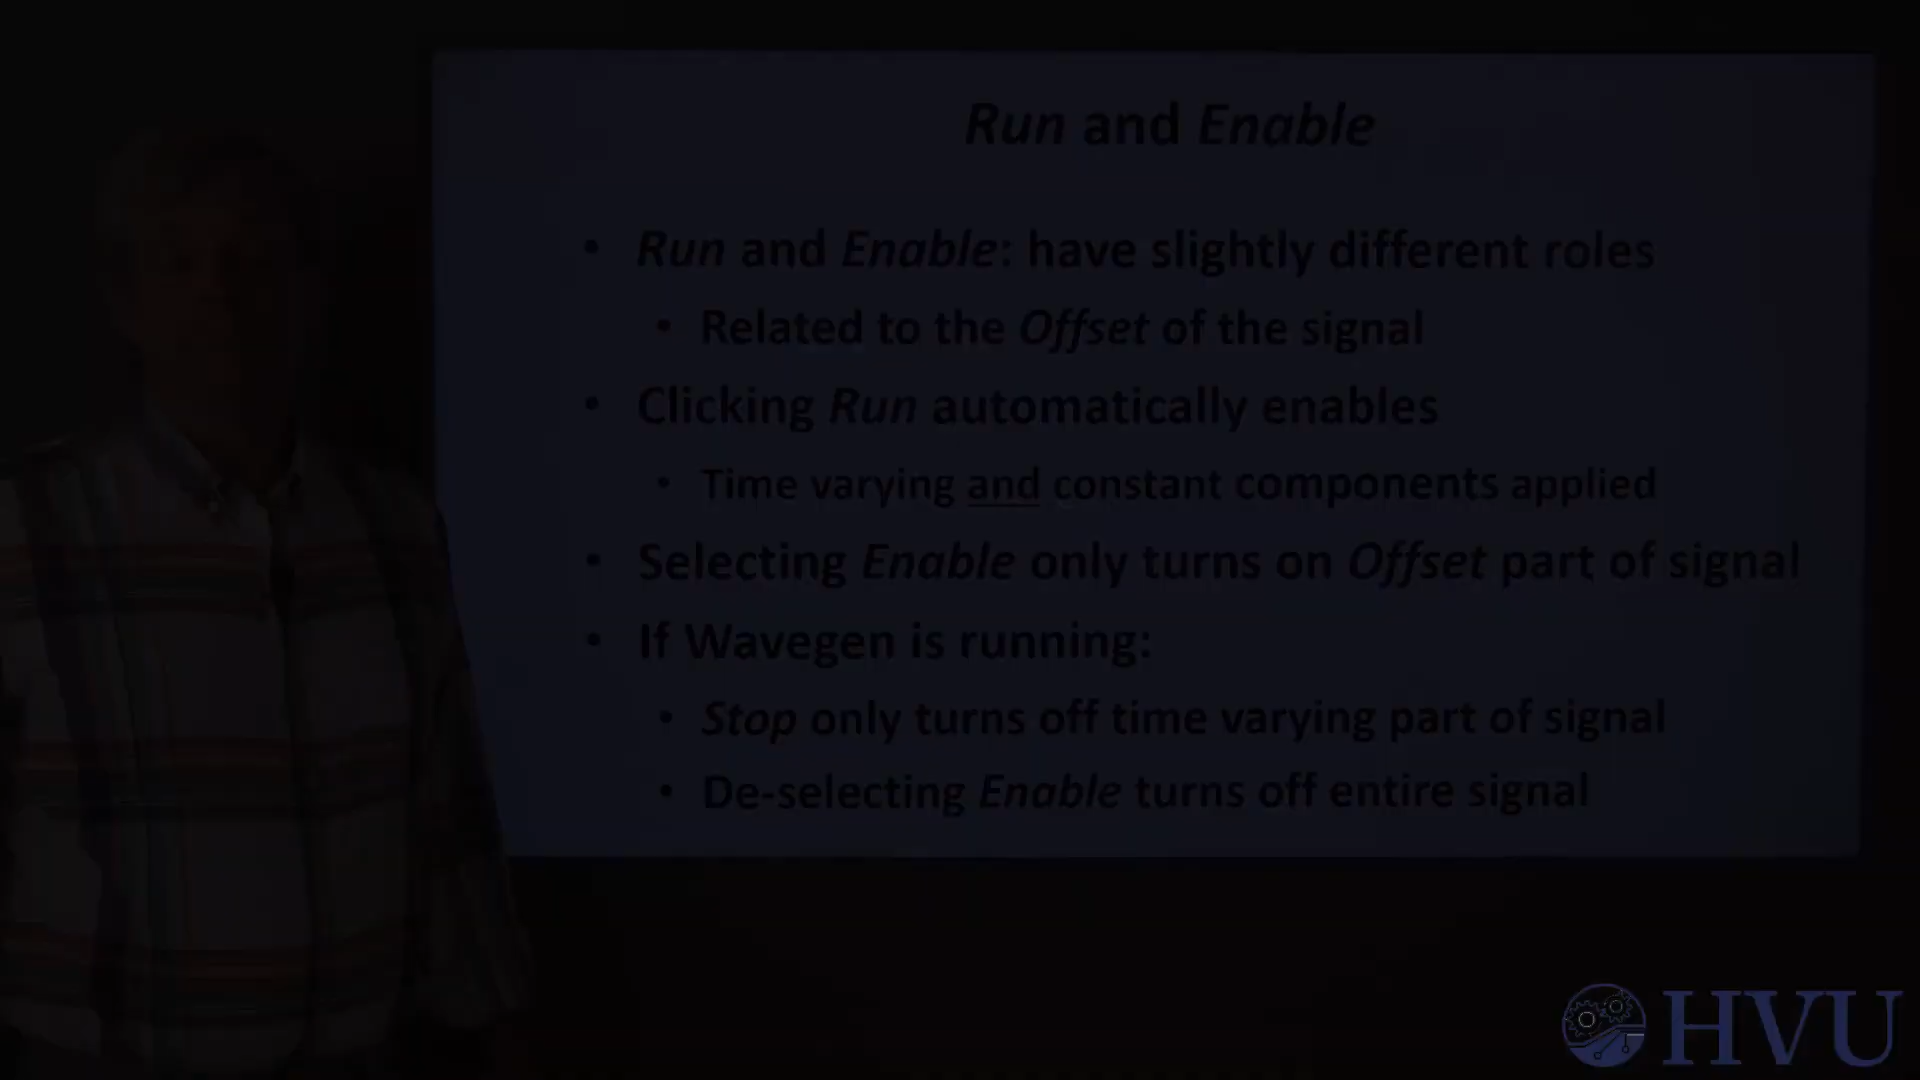 Run and Enable
• Run and Enable: have slightly different roles
• Related to the Offset of the signal
• Clicking Run automatically enables
• Time varying and constant components applied
• Selecting Enable only turns on Offset part of signal
• If Wavegen is running:
• Stop only turns off time varying part of signal
• De-selecting Enable turns off entire signal
HVU